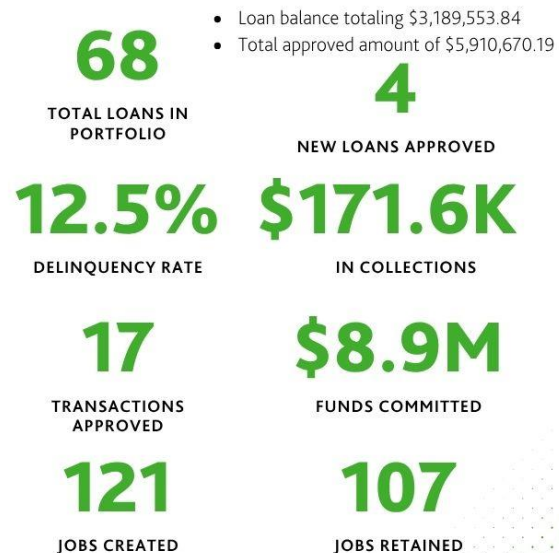 68
• Loan balance totaling $3,189,553.84
• Total approved amount of $5,910,670.19
TOTAL LOANS IN
PORTFOLIO
4
NEW LOANS APPROVED
12.5%
DELINQUENCY RATE
$171.6K
IN COLLECTIONS
17
TRANSACTIONS
APPROVED
$8.9M
FUNDS COMMITTED
121
JOBS CREATED
107
JOBS RETAINED